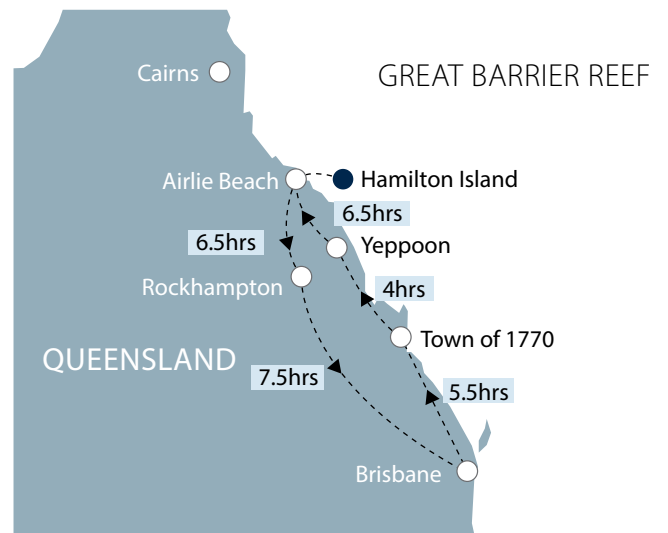 Cairns
GREAT BARRIER REEF
Airlie Beach
Hamilton Island
6.5hrs
6.5hrs
Yeppoon
Rockhampton
4hrs
Town of 1770
QUEENSLAND
7.5hrs
5.5hrs
Brisbane